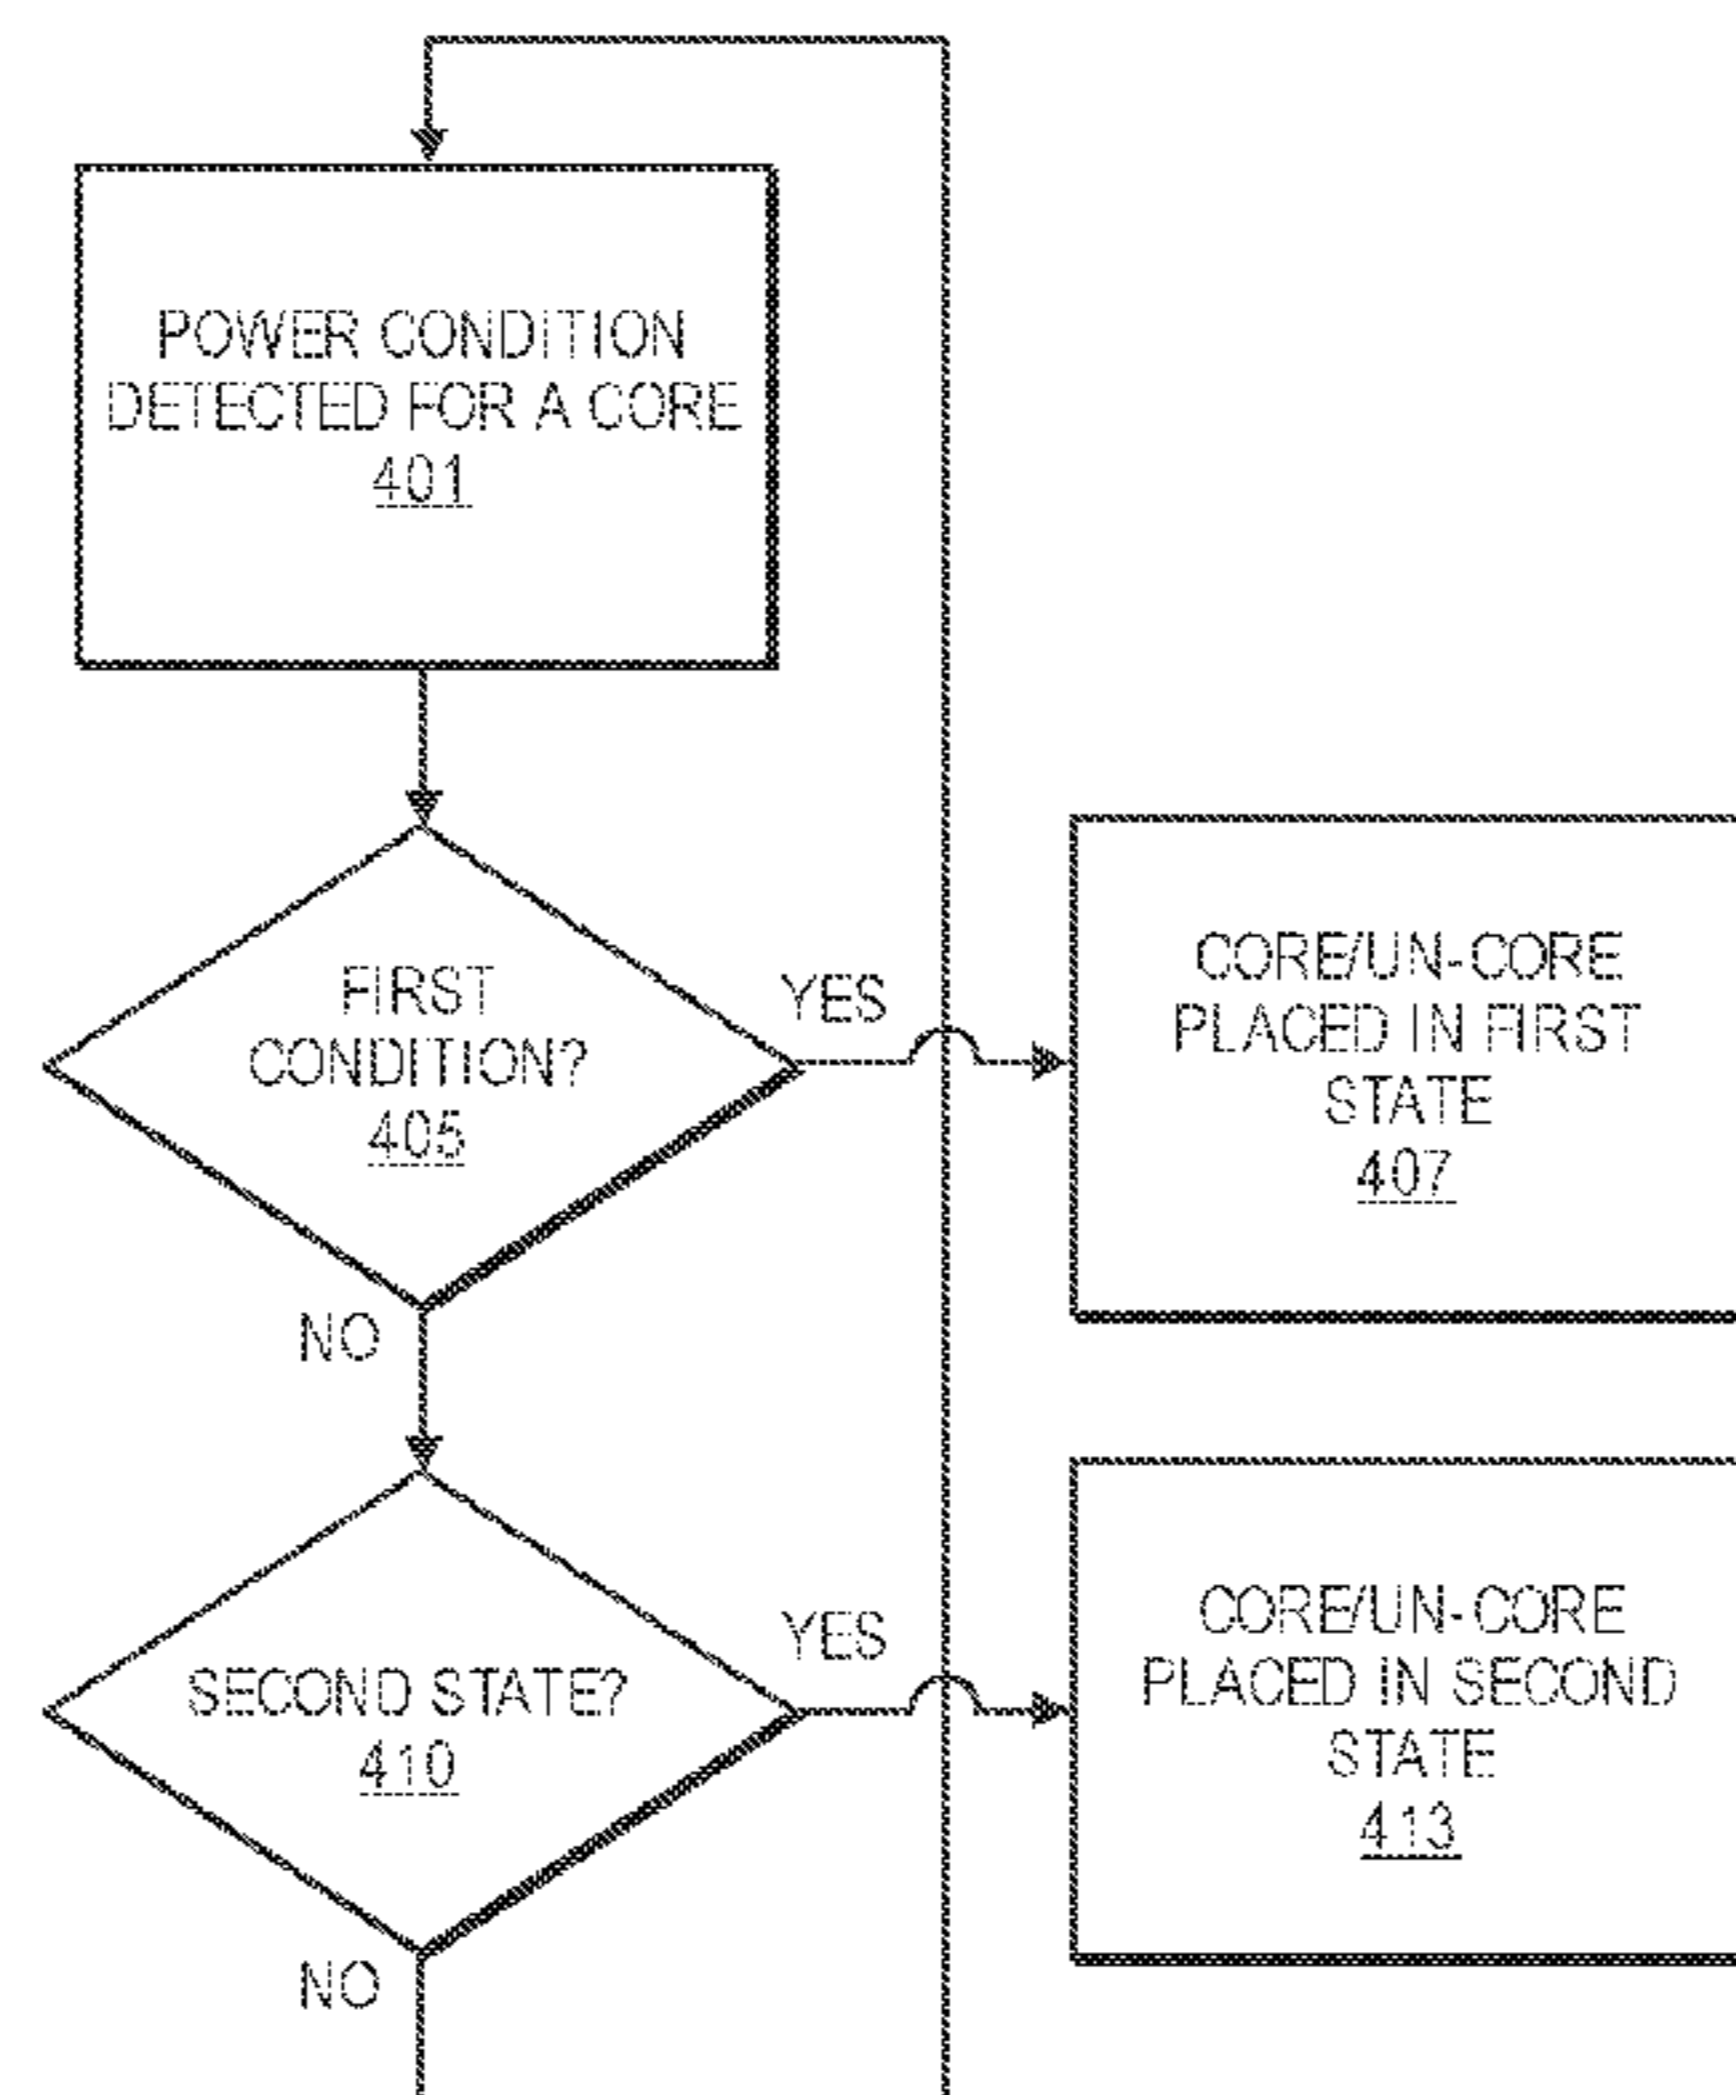 POWER CONDITION
DETECTED FOR A CORE
401
FIRST
CONDITION?
405
YES
CORE/UN-CORE
PLACED IN FIRST
STATE
407
NO
SECOND STATE?
410
YES
CORE/UN-CORE
PLACED IN SECOND
STATE
413
NO